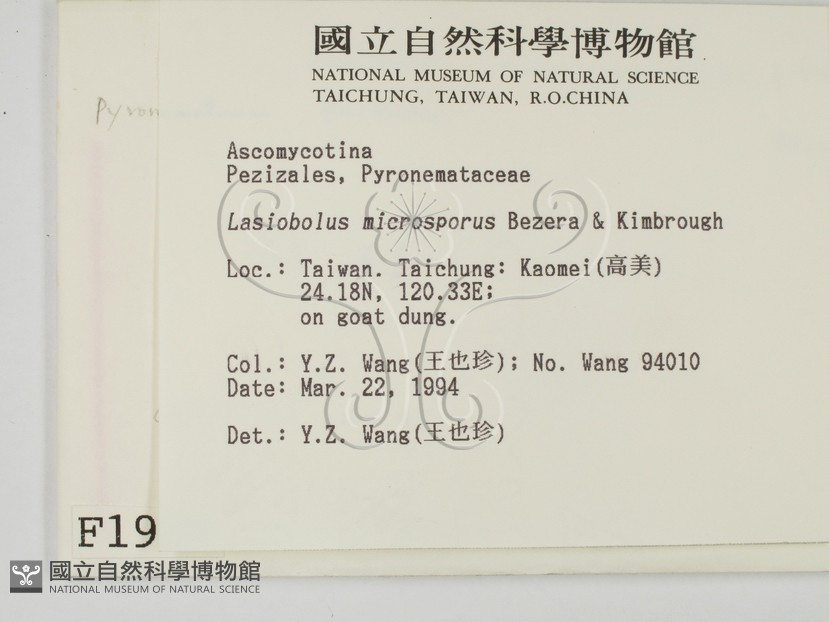 國立自然科學博物館
NATIONAL MUSEUM OF NATURAL SCIENCE
TAICHUNG, TAIWAN, R.O.CHINA
Pyron
Ascomycotina
Pezizales, Pyronemataceae
Lasiobolus microsporus Bezera & Kimbrough
Loc.: Taiwan. Taichung: Kaomei(高美)
24.18N, 120.33E;
on goat dung.
Col.: Y.Z. Wang(王也珍); No. Wang 94010
Date: Mar. 22, 1994
Det.: Y.Z. Wang(王也珍)
F19
國立自然科學博物館
NATIONAL MUSEUM OF NATURAL SCIENCE